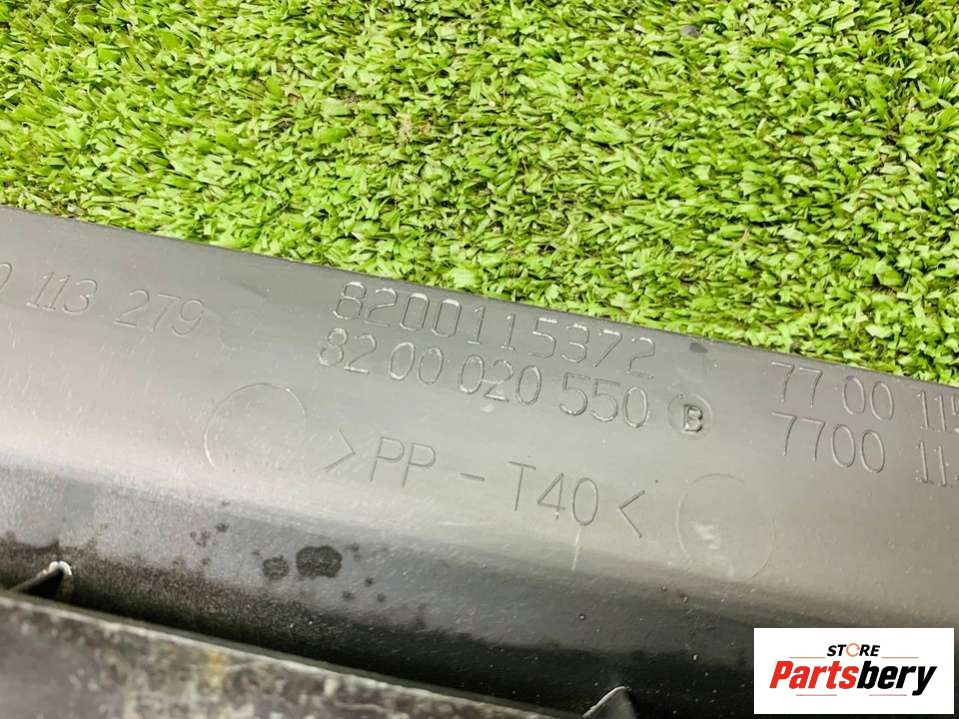 113 279
8200115372
82 00 020 550 B
77 00
7700
>PP - T40<
STORE
Partsbery